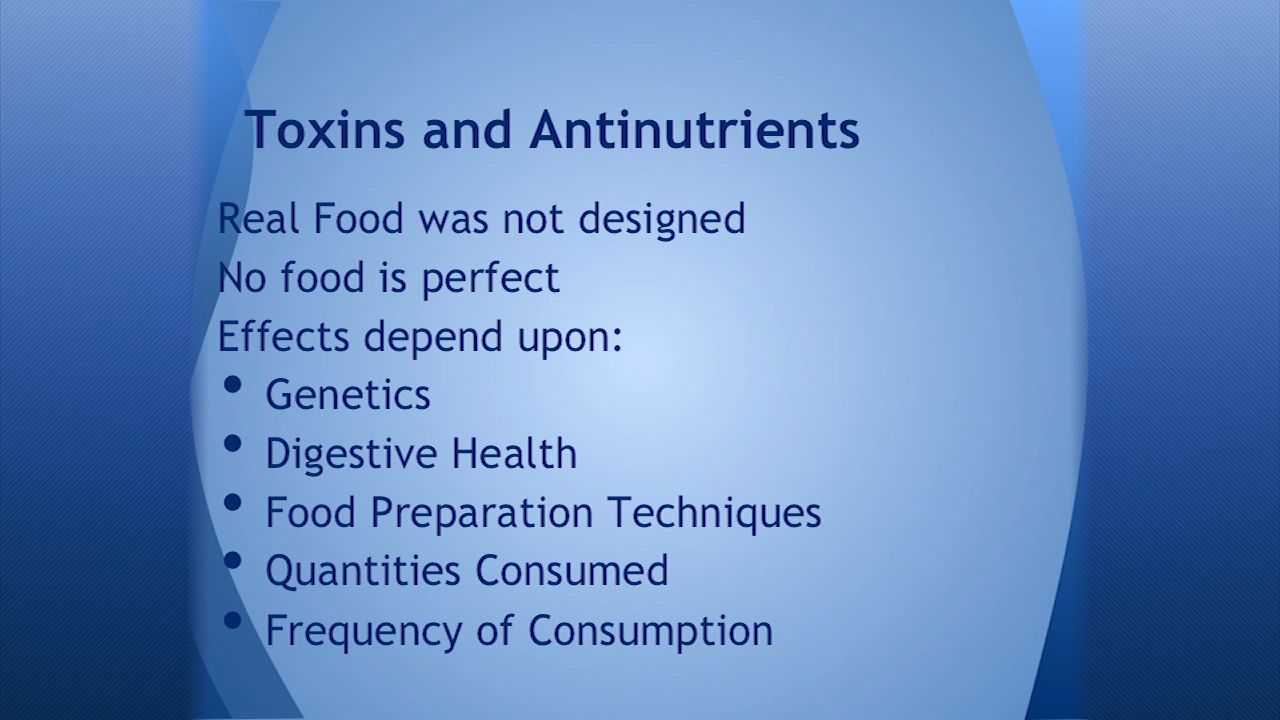 Toxins and Antinutrients
Real Food was not designed
No food is perfect
Effects depend upon:
• Genetics
• Digestive Health
• Food Preparation Techniques
• Quantities Consumed
• Frequency of Consumption